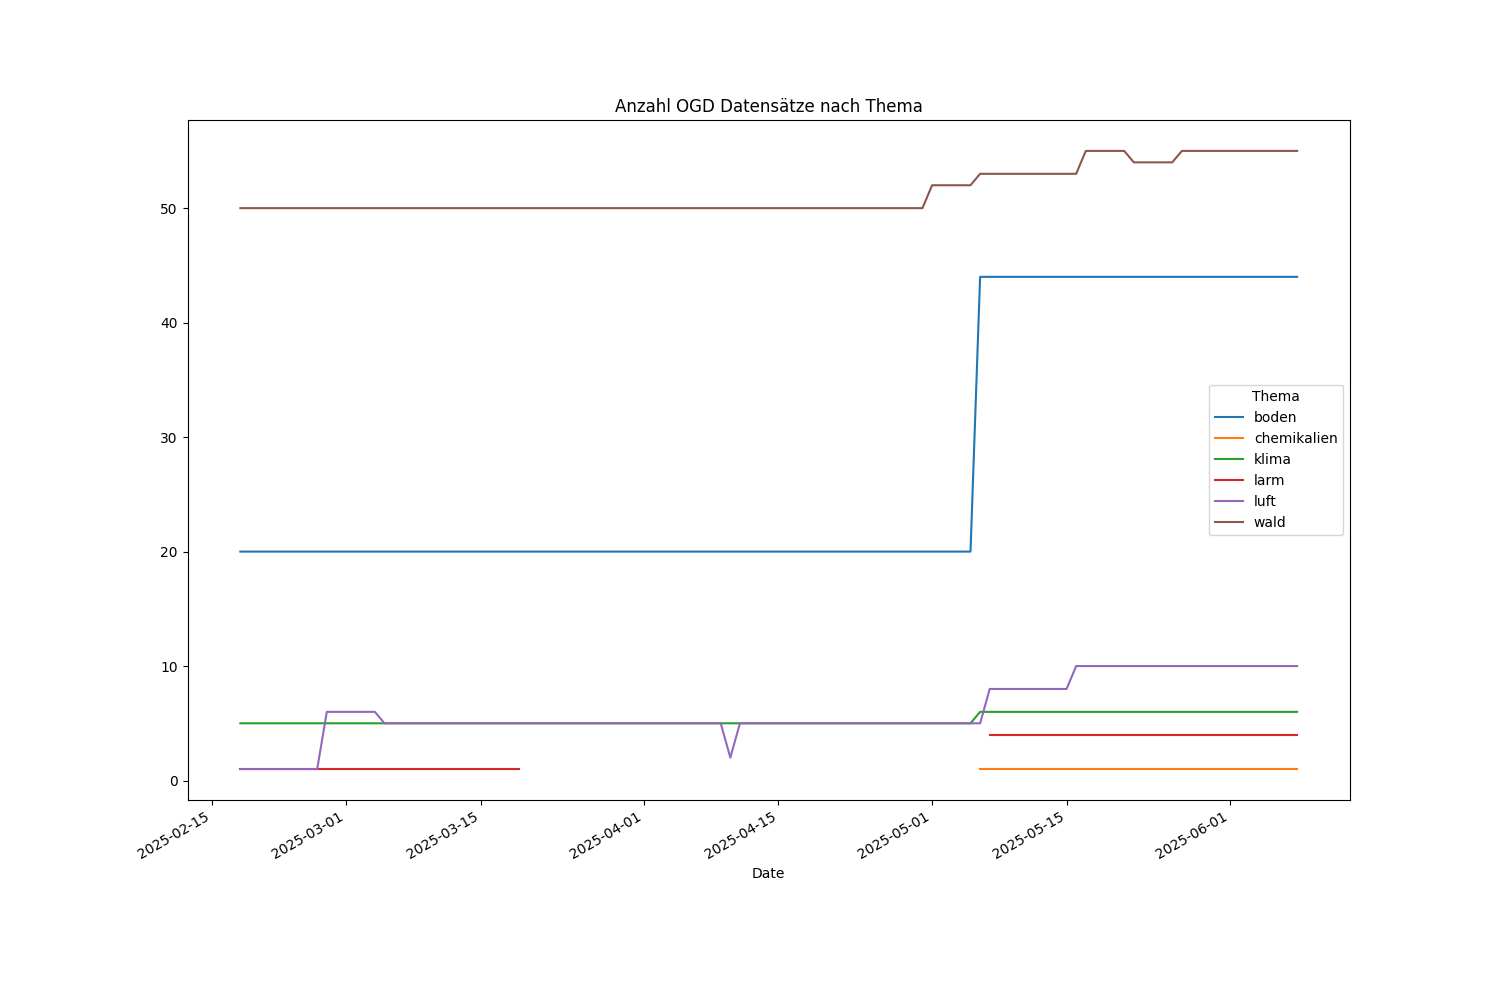 Anzahl OGD Datensätze nach Thema
50
40
30
20
10
0
Thema
boden
chemikalien
klima
larm
luft
wald
2025-02-15
2025-03-01
2025-03-15
2025-04-01
2025-04-15
2025-05-01
2025-05-15
2025-06-01
Date